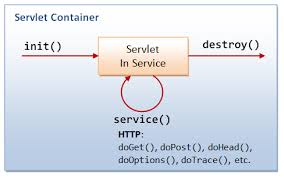 Servlet Container
init()
Servlet
In Service
destroy()
service()
HTTP:
doGet(), doPost(), doHead(),
doOptions(), doTrace(), etc.